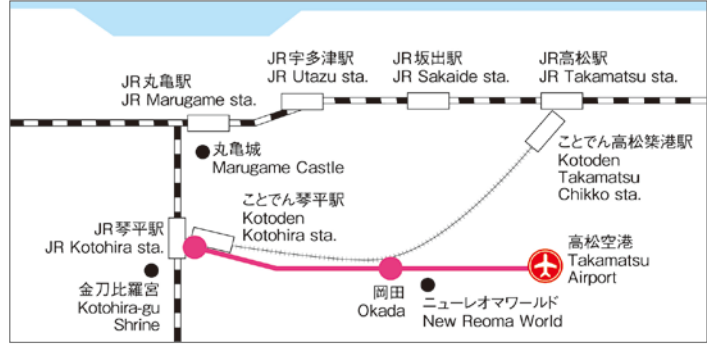 JR宇多津駅
JR Utazu sta.
JR坂出駅
JR Sakaide sta.
JR高松駅
JR Takamatsu sta.
JR丸亀駅
JR Marugame sta.
丸亀城
Marugame Castle
ことでん高松築港駅
Kotoden
Takamatsu
Chikko sta.
ことでん琴平駅
Kotoden
Kotohira sta.
JR琴平駅
JR Kotohira sta.
高松空港
Takamatsu
Airport
金刀比羅宮
Kotohira-gu
Shrine
岡田
Okada
ニューレオマワールド
New Reoma World